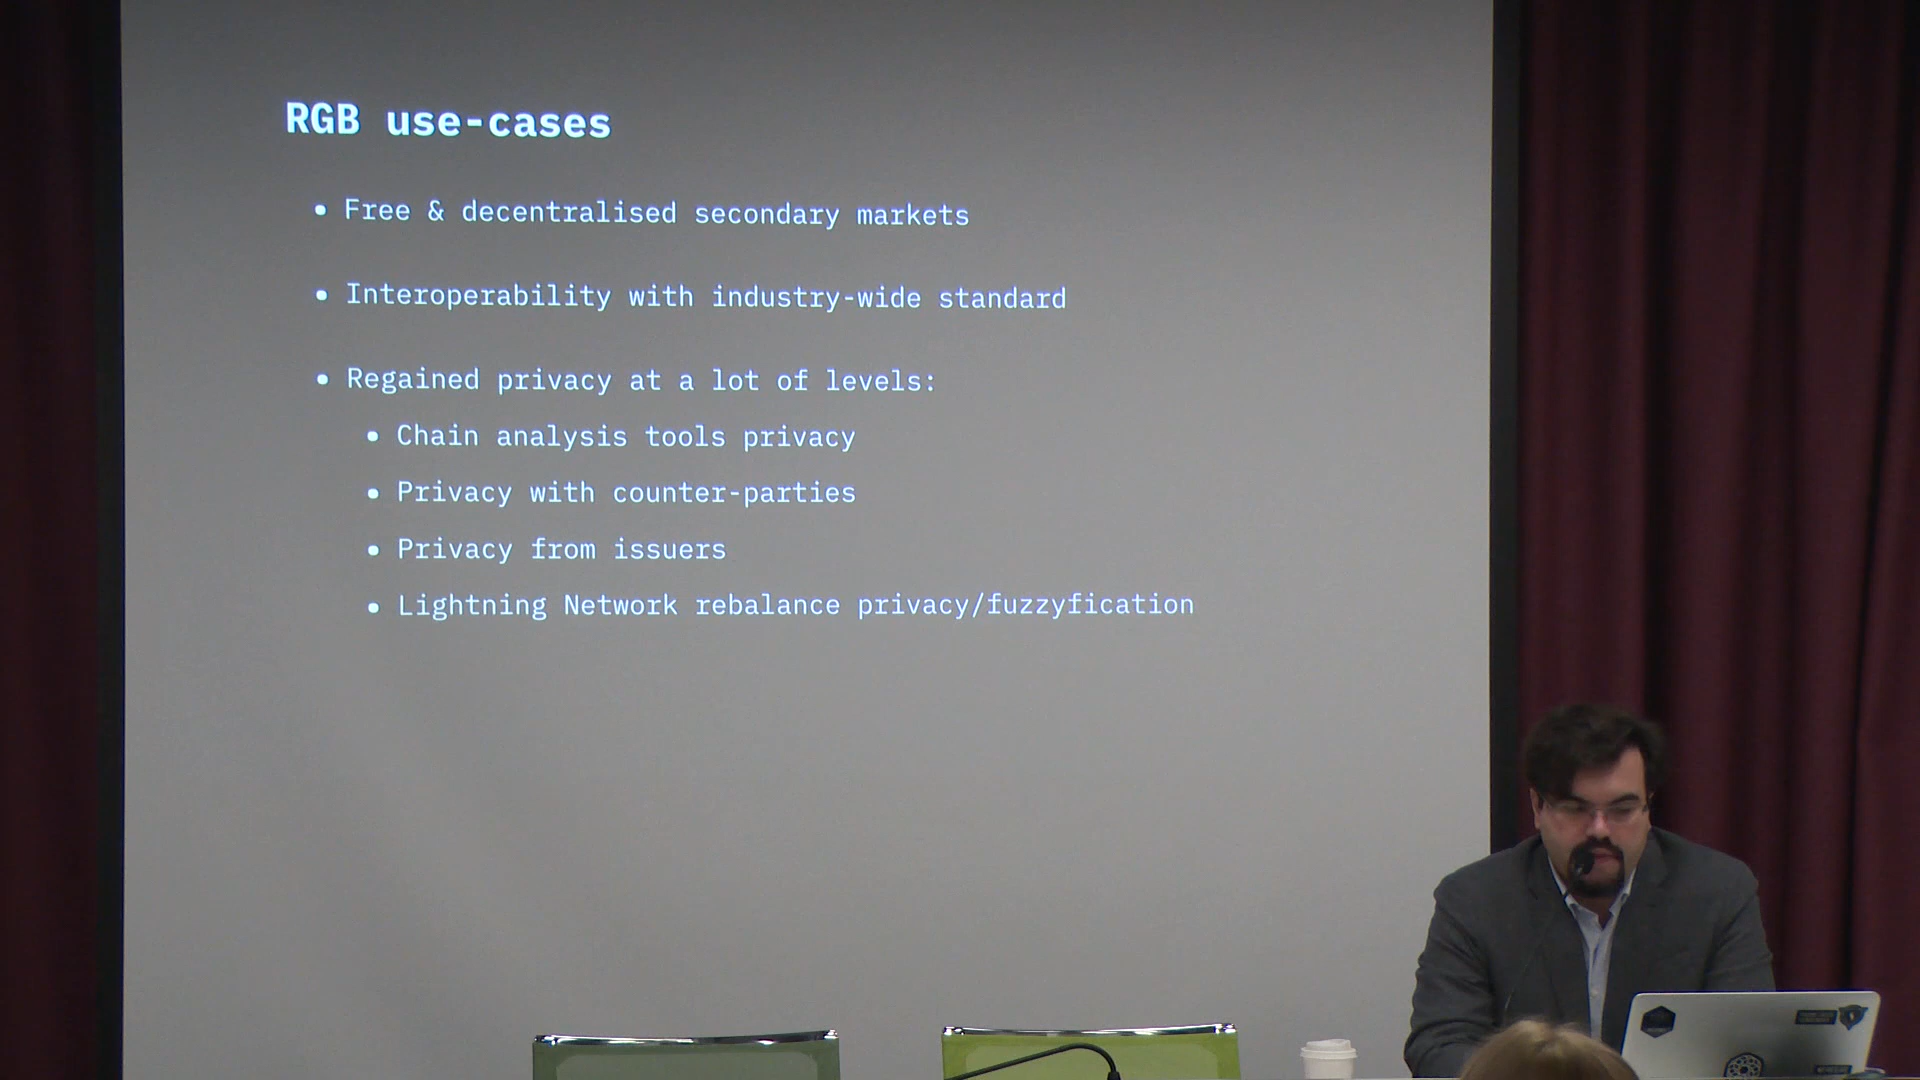 RGB use-cases
• Free & decentralised secondary markets
• Interoperability with industry-wide standard
• Regained privacy at a lot of levels:
• Chain analysis tools privacy
• Privacy with counter-parties
• Privacy from issuers
• Lightning Network rebalance privacy/fuzzyfication